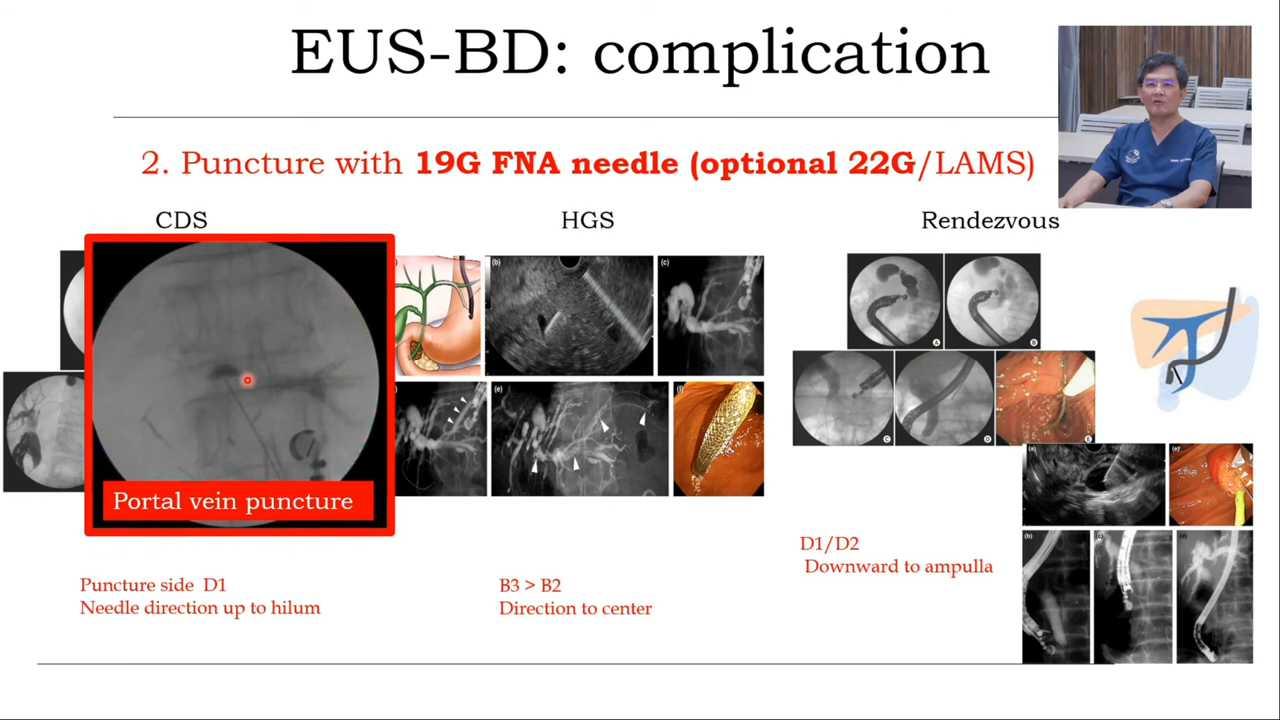 EUS-BD: complication
2. Puncture with 19G FNA needle (optional 22G/LAMS)
CDS
HGS
Rendezvous
(b)
(c)
(e)
(f)
A
B
C
D
E
(a)
(e)
(b)
(c)
(d)
Portal vein puncture
Puncture side D1
Needle direction up to hilum
B3 > B2
Direction to center
D1/D2
Downward to ampulla